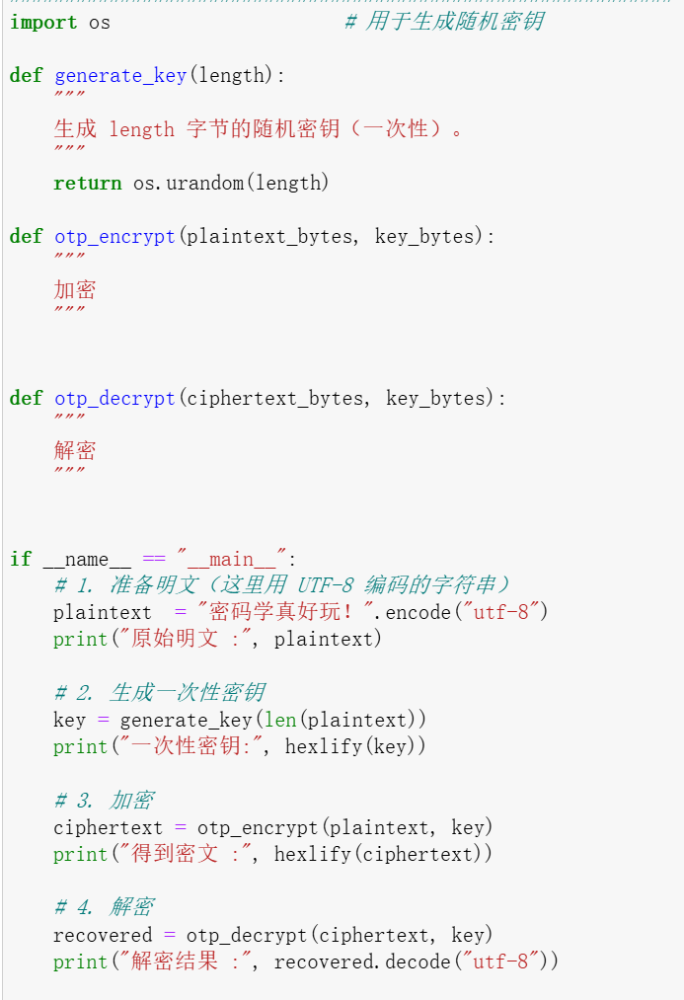 import os                     # 用于生成随机密钥
def generate_key(length):
    """
    生成 length 字节的随机密钥（一次性）。
    """
    return os.urandom(length)
def otp_encrypt(plaintext_bytes, key_bytes):
    """
    加密
    """
def otp_decrypt(ciphertext_bytes, key_bytes):
    """
    解密
    """
if __name__ == "__main__":
    # 1. 准备明文（这里用 UTF-8 编码的字符串）
    plaintext  = "密码学真好玩！".encode("utf-8")
    print("原始明文 :", plaintext)
    # 2. 生成一次性密钥
    key = generate_key(len(plaintext))
    print("一次性密钥:", hexlify(key))
    # 3. 加密
    ciphertext = otp_encrypt(plaintext, key)
    print("得到密文 :", hexlify(ciphertext))
    # 4. 解密
    recovered = otp_decrypt(ciphertext, key)
    print("解密结果 :", recovered.decode("utf-8"))